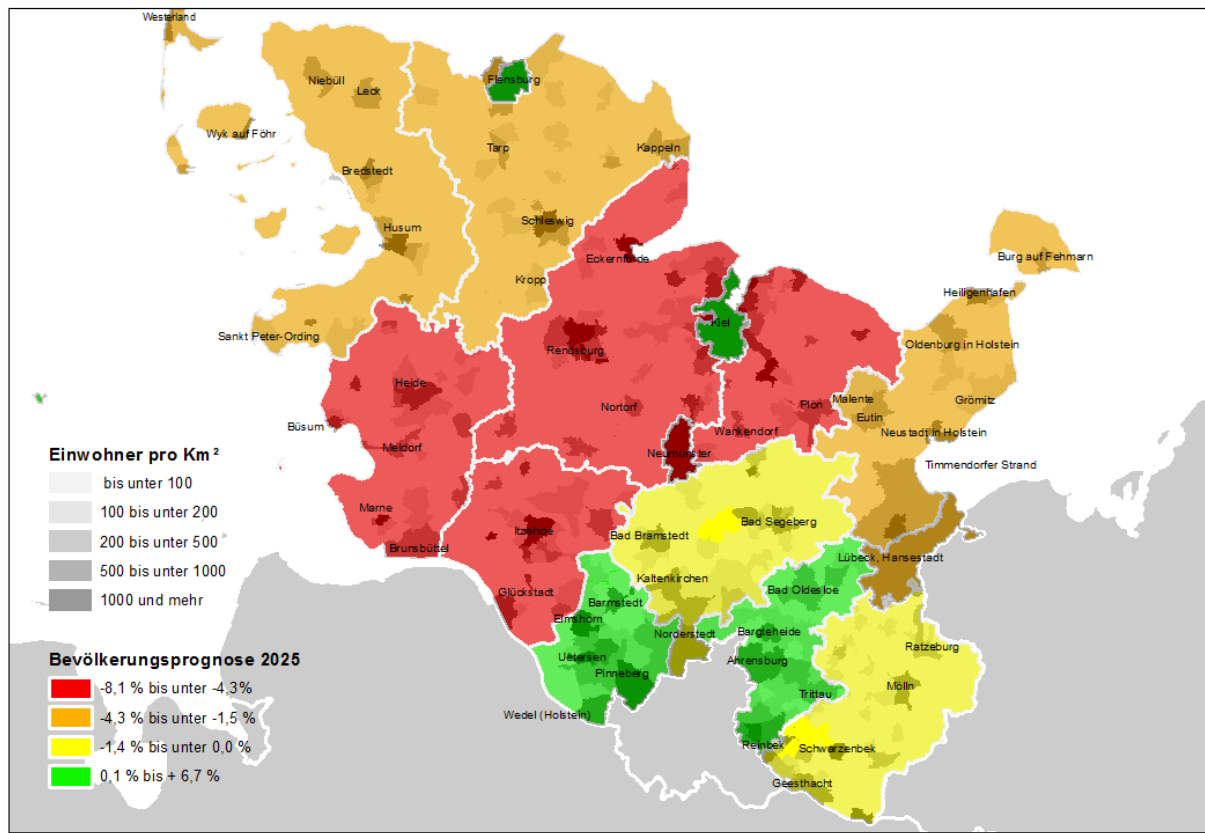 Westerland
Niebüll
Leck
Flensburg
Wyk auf Föhr
Tarp
Kappeln
Bredstedt
Husum
Schleswig
Eckernförde
Burg auf Fehmarn
Kropp
Heiligenhafen
Sankt Peter-Ording
Kiel
Oldenburg in Holstein
Rendsburg
Heide
Malente
Grömitz
Nortorf
Plön
Eutin
Büsum
Wankendorf
Neustadt in Holstein
Meldorf
Neumünster
Timmendorfer Strand
Marne
Itzehoe
Bad Bramstedt
Bad Segeberg
Brunsbüttel
Lübeck, Hansestadt
Kaltenkirchen
Glückstadt
Barmstedt
Bad Oldesloe
Elmshorn
Norderstedt
Bargteheide
Ratzeburg
Uetersen
Ahrensburg
Pinneberg
Mölln
Trittau
Wedel (Holstein)
Reinbek
Schwarzenbek
Geesthacht
Einwohner pro Km²
bis unter 100
100 bis unter 200
200 bis unter 500
500 bis unter 1000
1000 und mehr
Bevölkerungsprognose 2025
-8,1 % bis unter -4,3%
-4,3 % bis unter -1,5 %
-1,4 % bis unter 0,0 %
0,1 % bis + 6,7 %